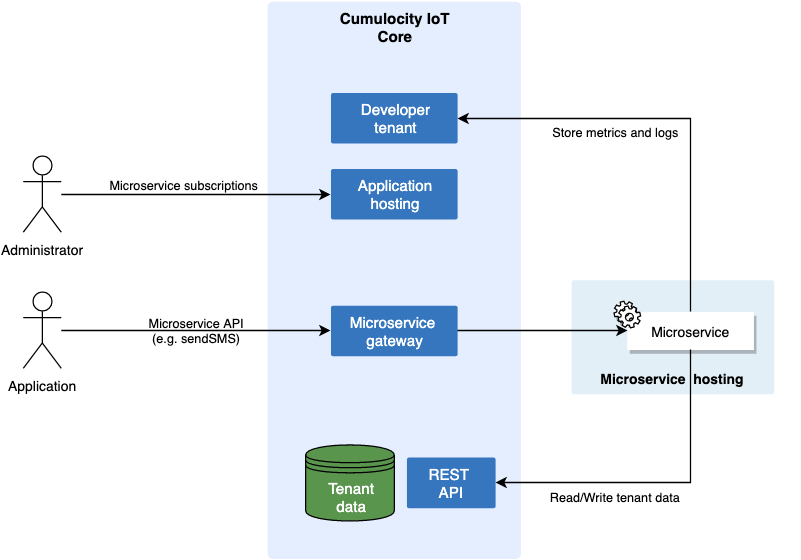 Cumulocity IoT
Core
Developer
tenant
Store metrics and logs
Microservice subscriptions
Application
hosting
Administrator
Microservice API
(e.g. sendSMS)
Microservice
gateway
Microservice
Application
Microservice hosting
Tenant
data
REST
API
Read/Write tenant data